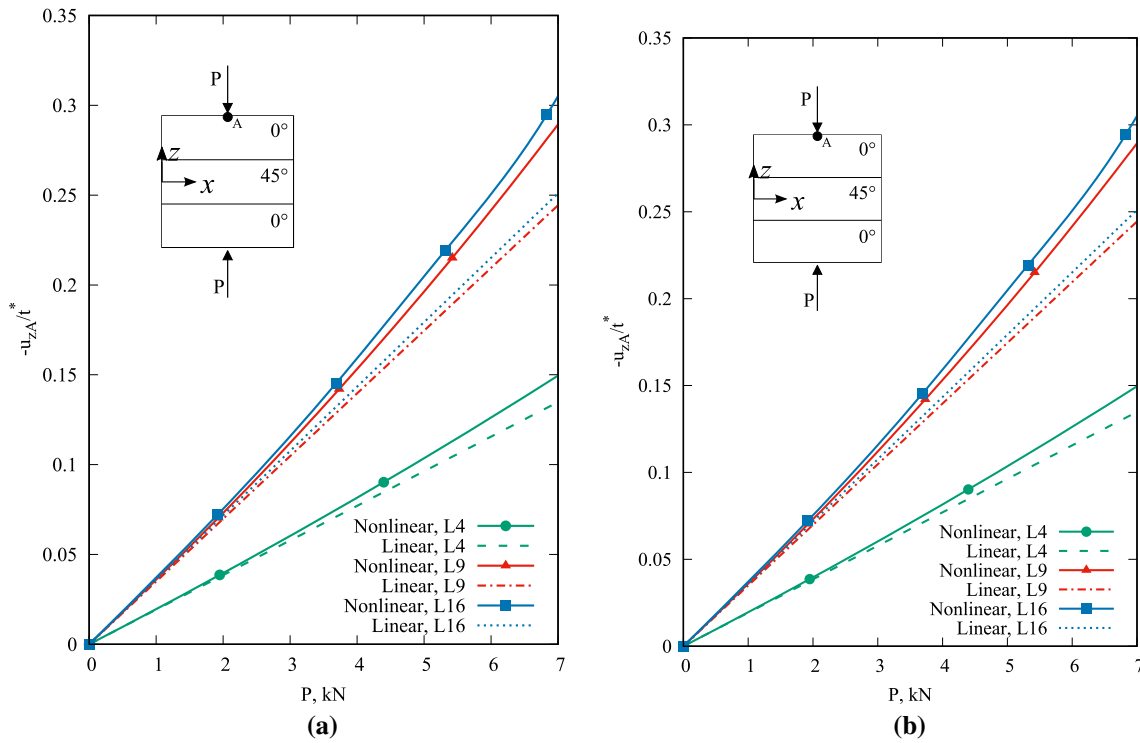 0.35
0.3
0.25
0.2
0.15
0.1
0.05
0
-u_zA/t*
P
A
0°
z
45°
x
0°
P
Nonlinear, L4
Linear, L4
Nonlinear, L9
Linear, L9
Nonlinear, L16
Linear, L16
0 1 2 3 4 5 6 7
P, kN
(a)
0.35
0.3
0.25
0.2
0.15
0.1
0.05
0
-u_zA/t*
P
A
0°
z
45°
x
0°
P
Nonlinear, L4
Linear, L4
Nonlinear, L9
Linear, L9
Nonlinear, L16
Linear, L16
0 1 2 3 4 5 6 7
P, kN
(b)